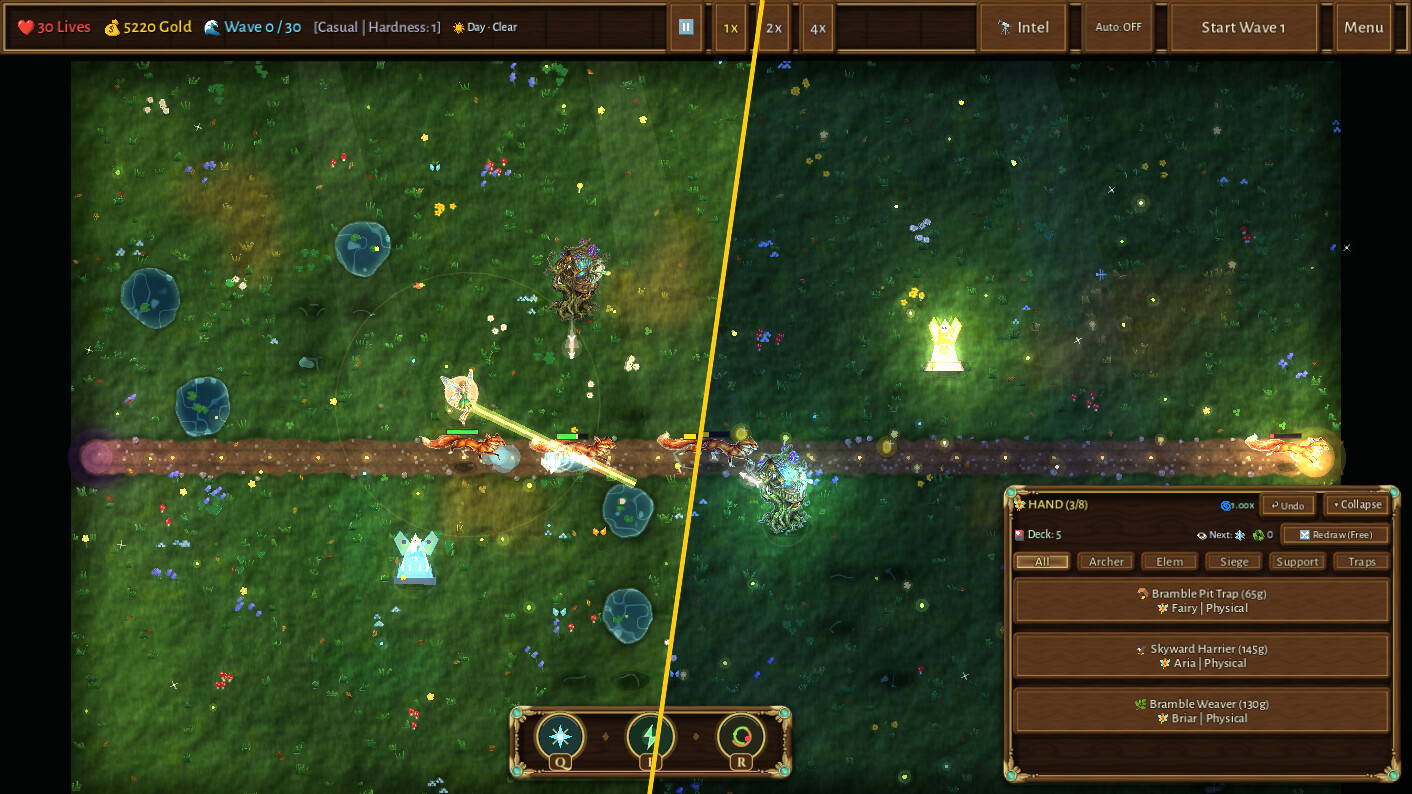 30 Lives 5220 Gold Wave 0 / 30 [Casual | Hardness: 1] Day · Clear 1x 2x 4x Intel Auto: OFF Start Wave 1 Menu
HAND (3/8) 1.00x Undo Collapse
Deck: 5 Next: 0 Redraw (Free)
All Archer Elem Siege Support Traps
Bramble Pit Trap (65g)
Fairy | Physical
Skyward Harrier (145g)
Aria | Physical
Bramble Weaver (130g)
Briar | Physical
Q R